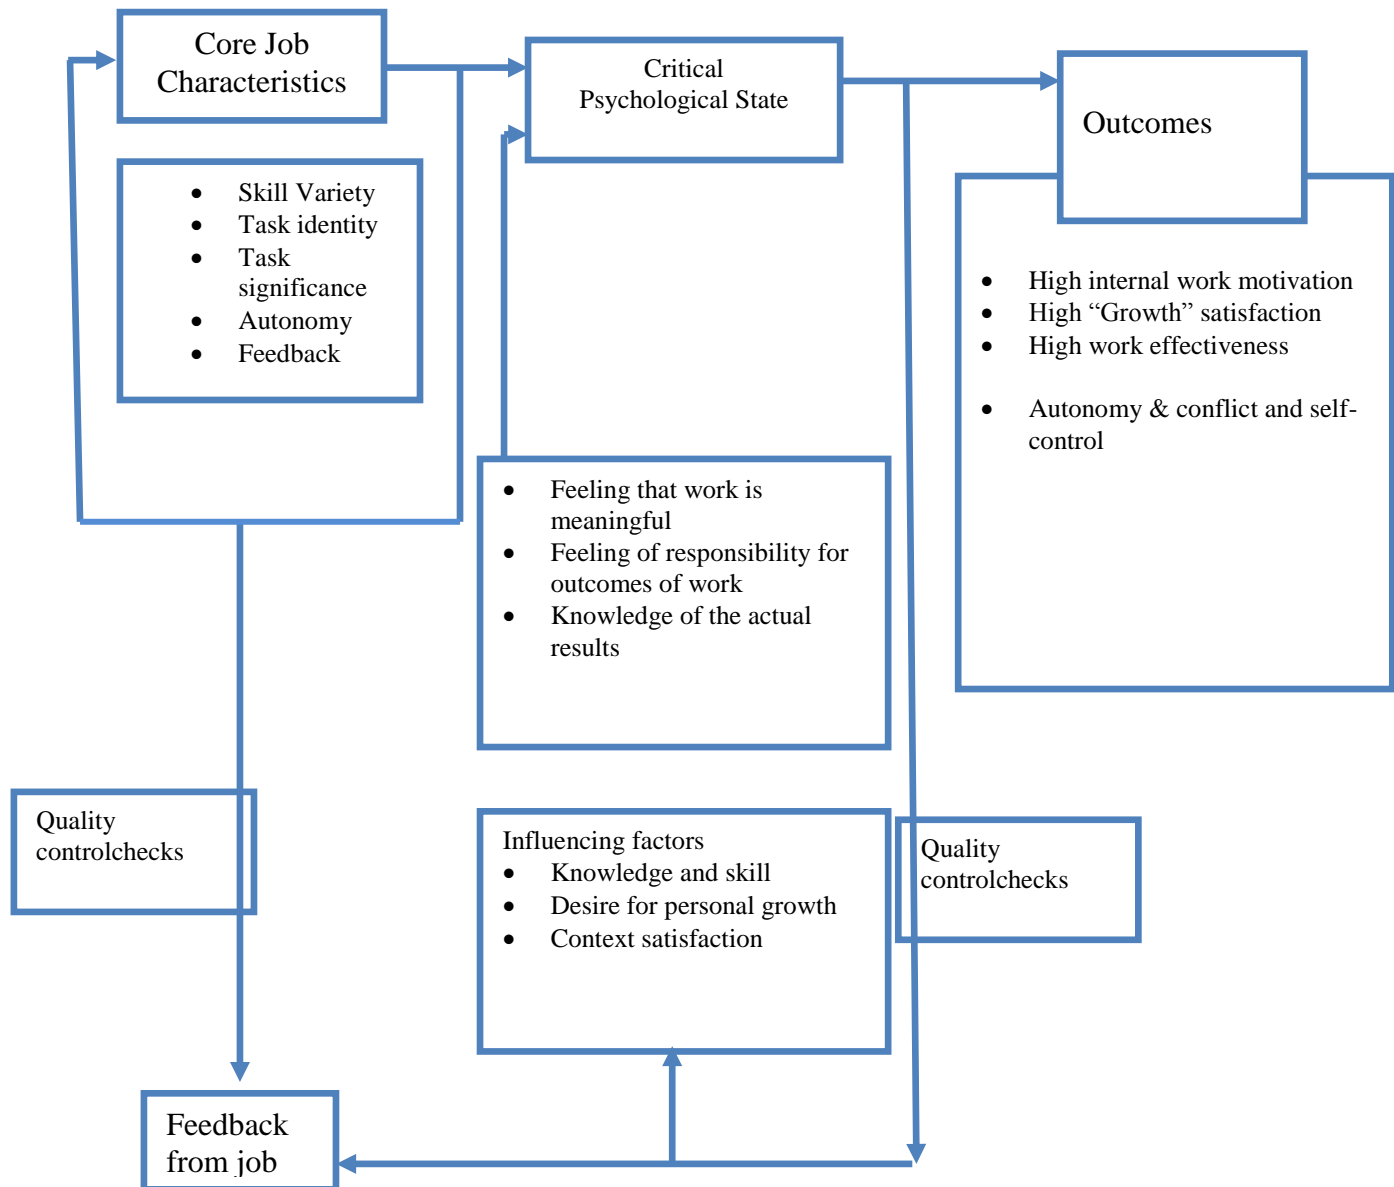 Core Job
Characteristics
• Skill Variety
• Task identity
• Task
significance
• Autonomy
• Feedback
Critical
Psychological State
• Feeling that work is
meaningful
• Feeling of responsibility for
outcomes of work
• Knowledge of the actual
results
Outcomes
• High internal work motivation
• High “Growth” satisfaction
• High work effectiveness
• Autonomy & conflict and self-
control
Quality
controlchecks
Influencing factors
• Knowledge and skill
• Desire for personal growth
• Context satisfaction
Quality
controlchecks
Feedback
from job